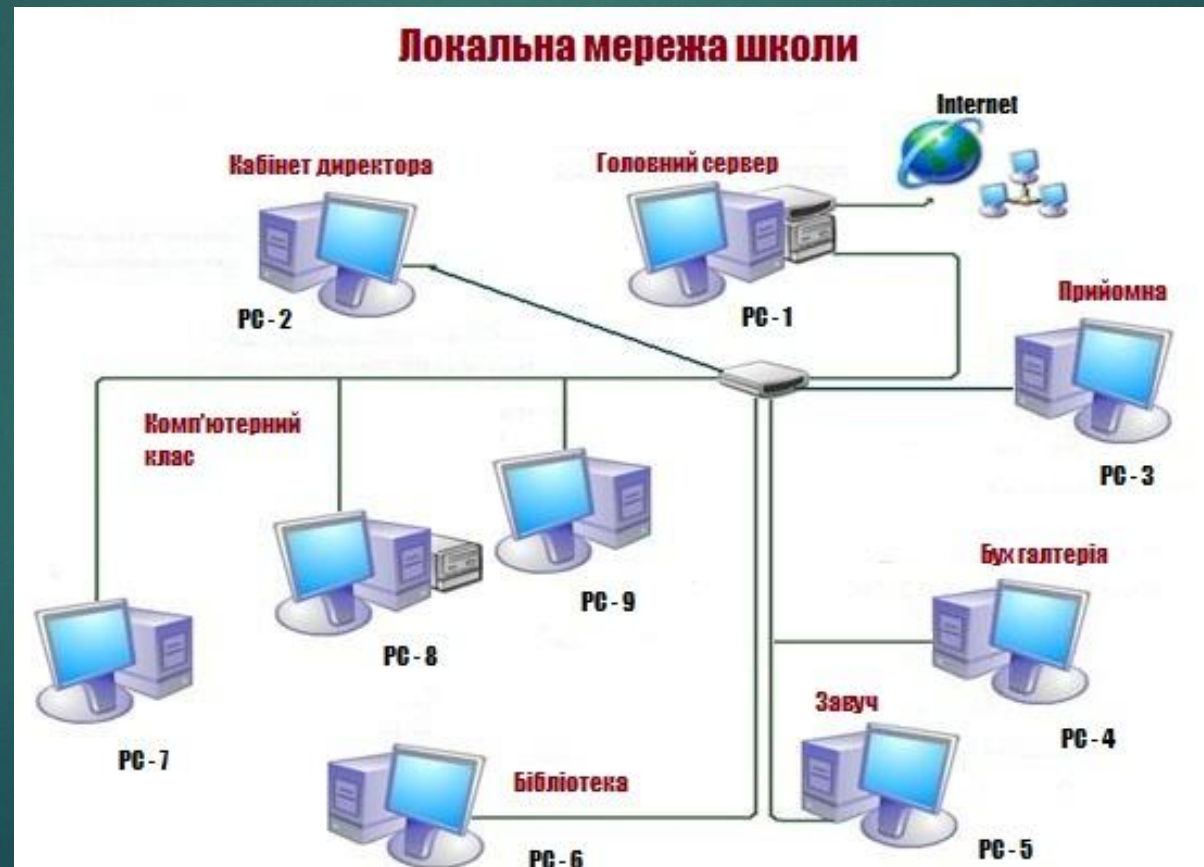 Локальна мережа школи
Internet
Кабінет директора
Головний сервер
PC - 2
PC - 1
Прийомна
PC - 3
Комп'ютерний
клас
PC - 9
PC - 8
Бухгалтерія
PC - 4
Завуч
PC - 7
Бібліотека
PC - 6
PC - 5